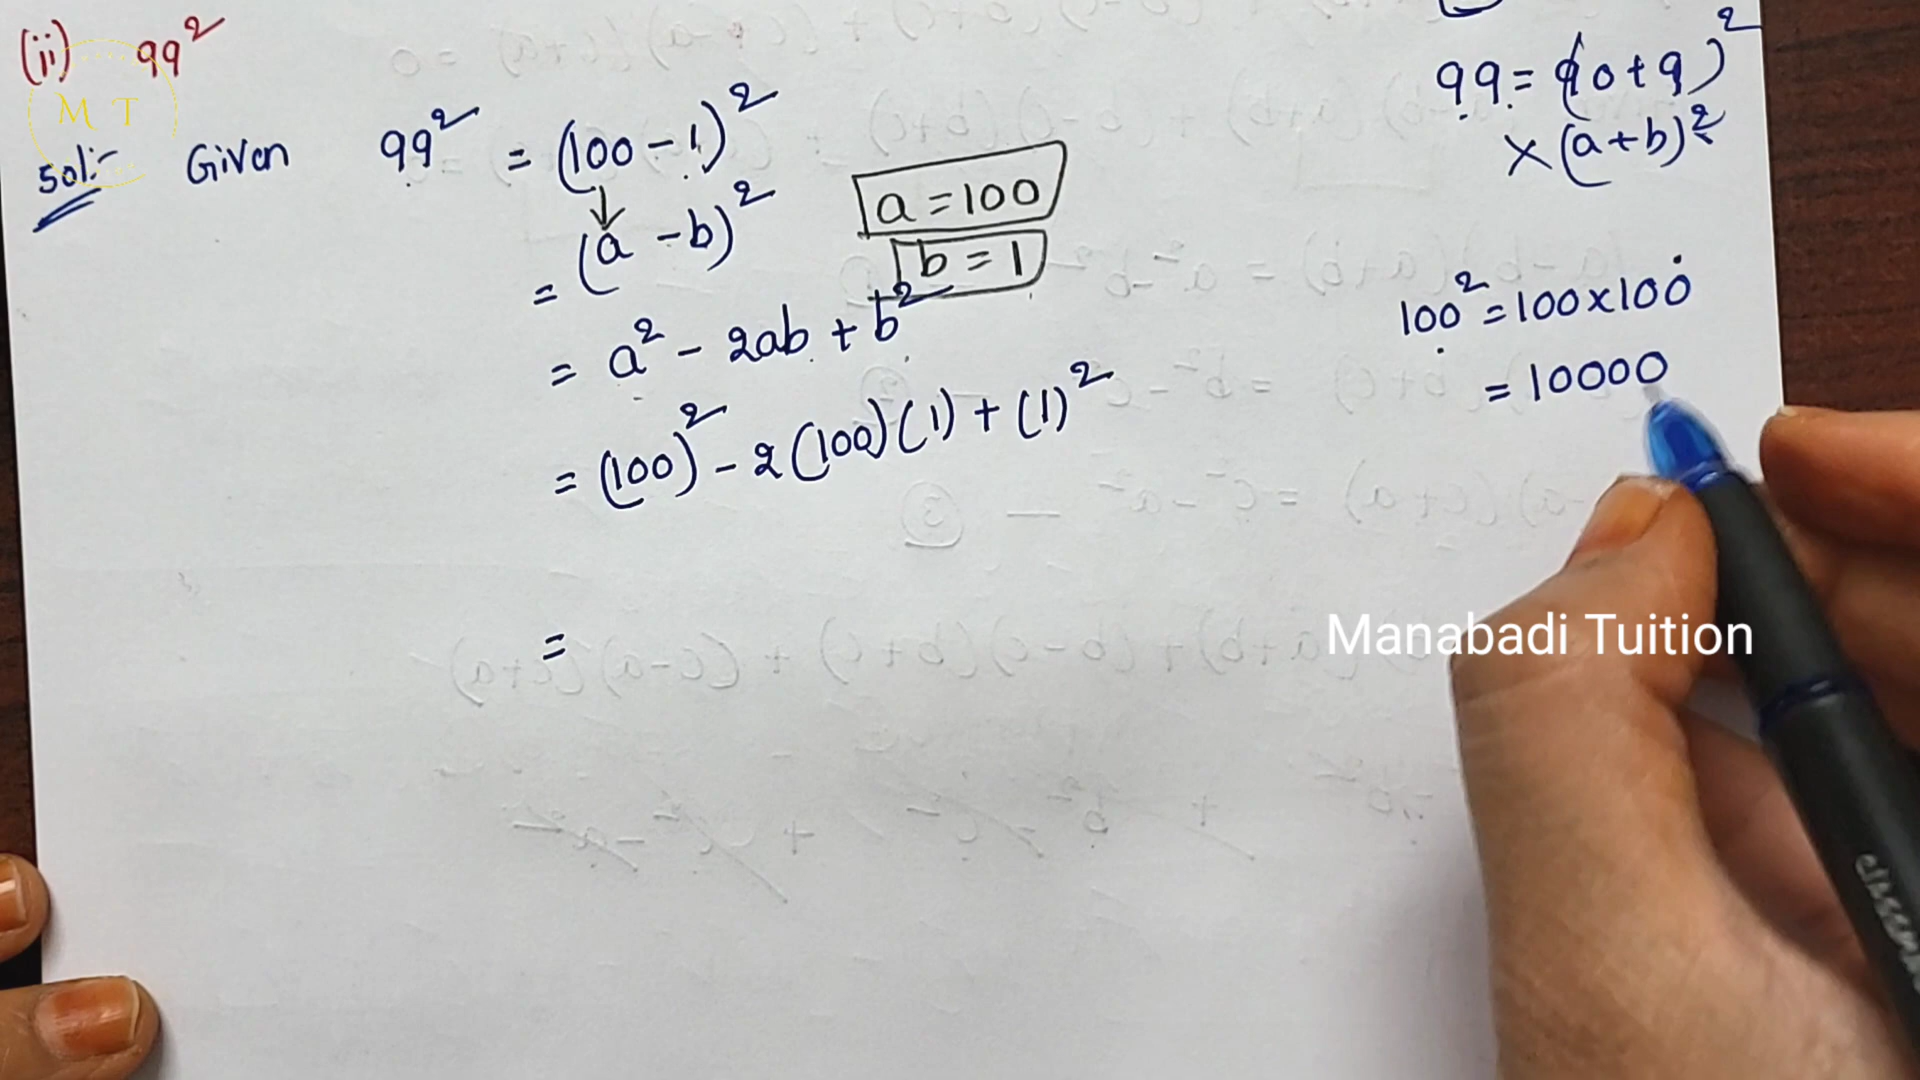 (ii) 99²
M T
Sol:- Given 99² = (100 - 1)²
= (a - b)²
a = 100
b = 1
= a² - 2ab + b²
= (100)² - 2(100)(1) + (1)²
=
99 = (90+9)²
× (a+b)²
100² = 100×100
= 10000
Manabadi Tuition